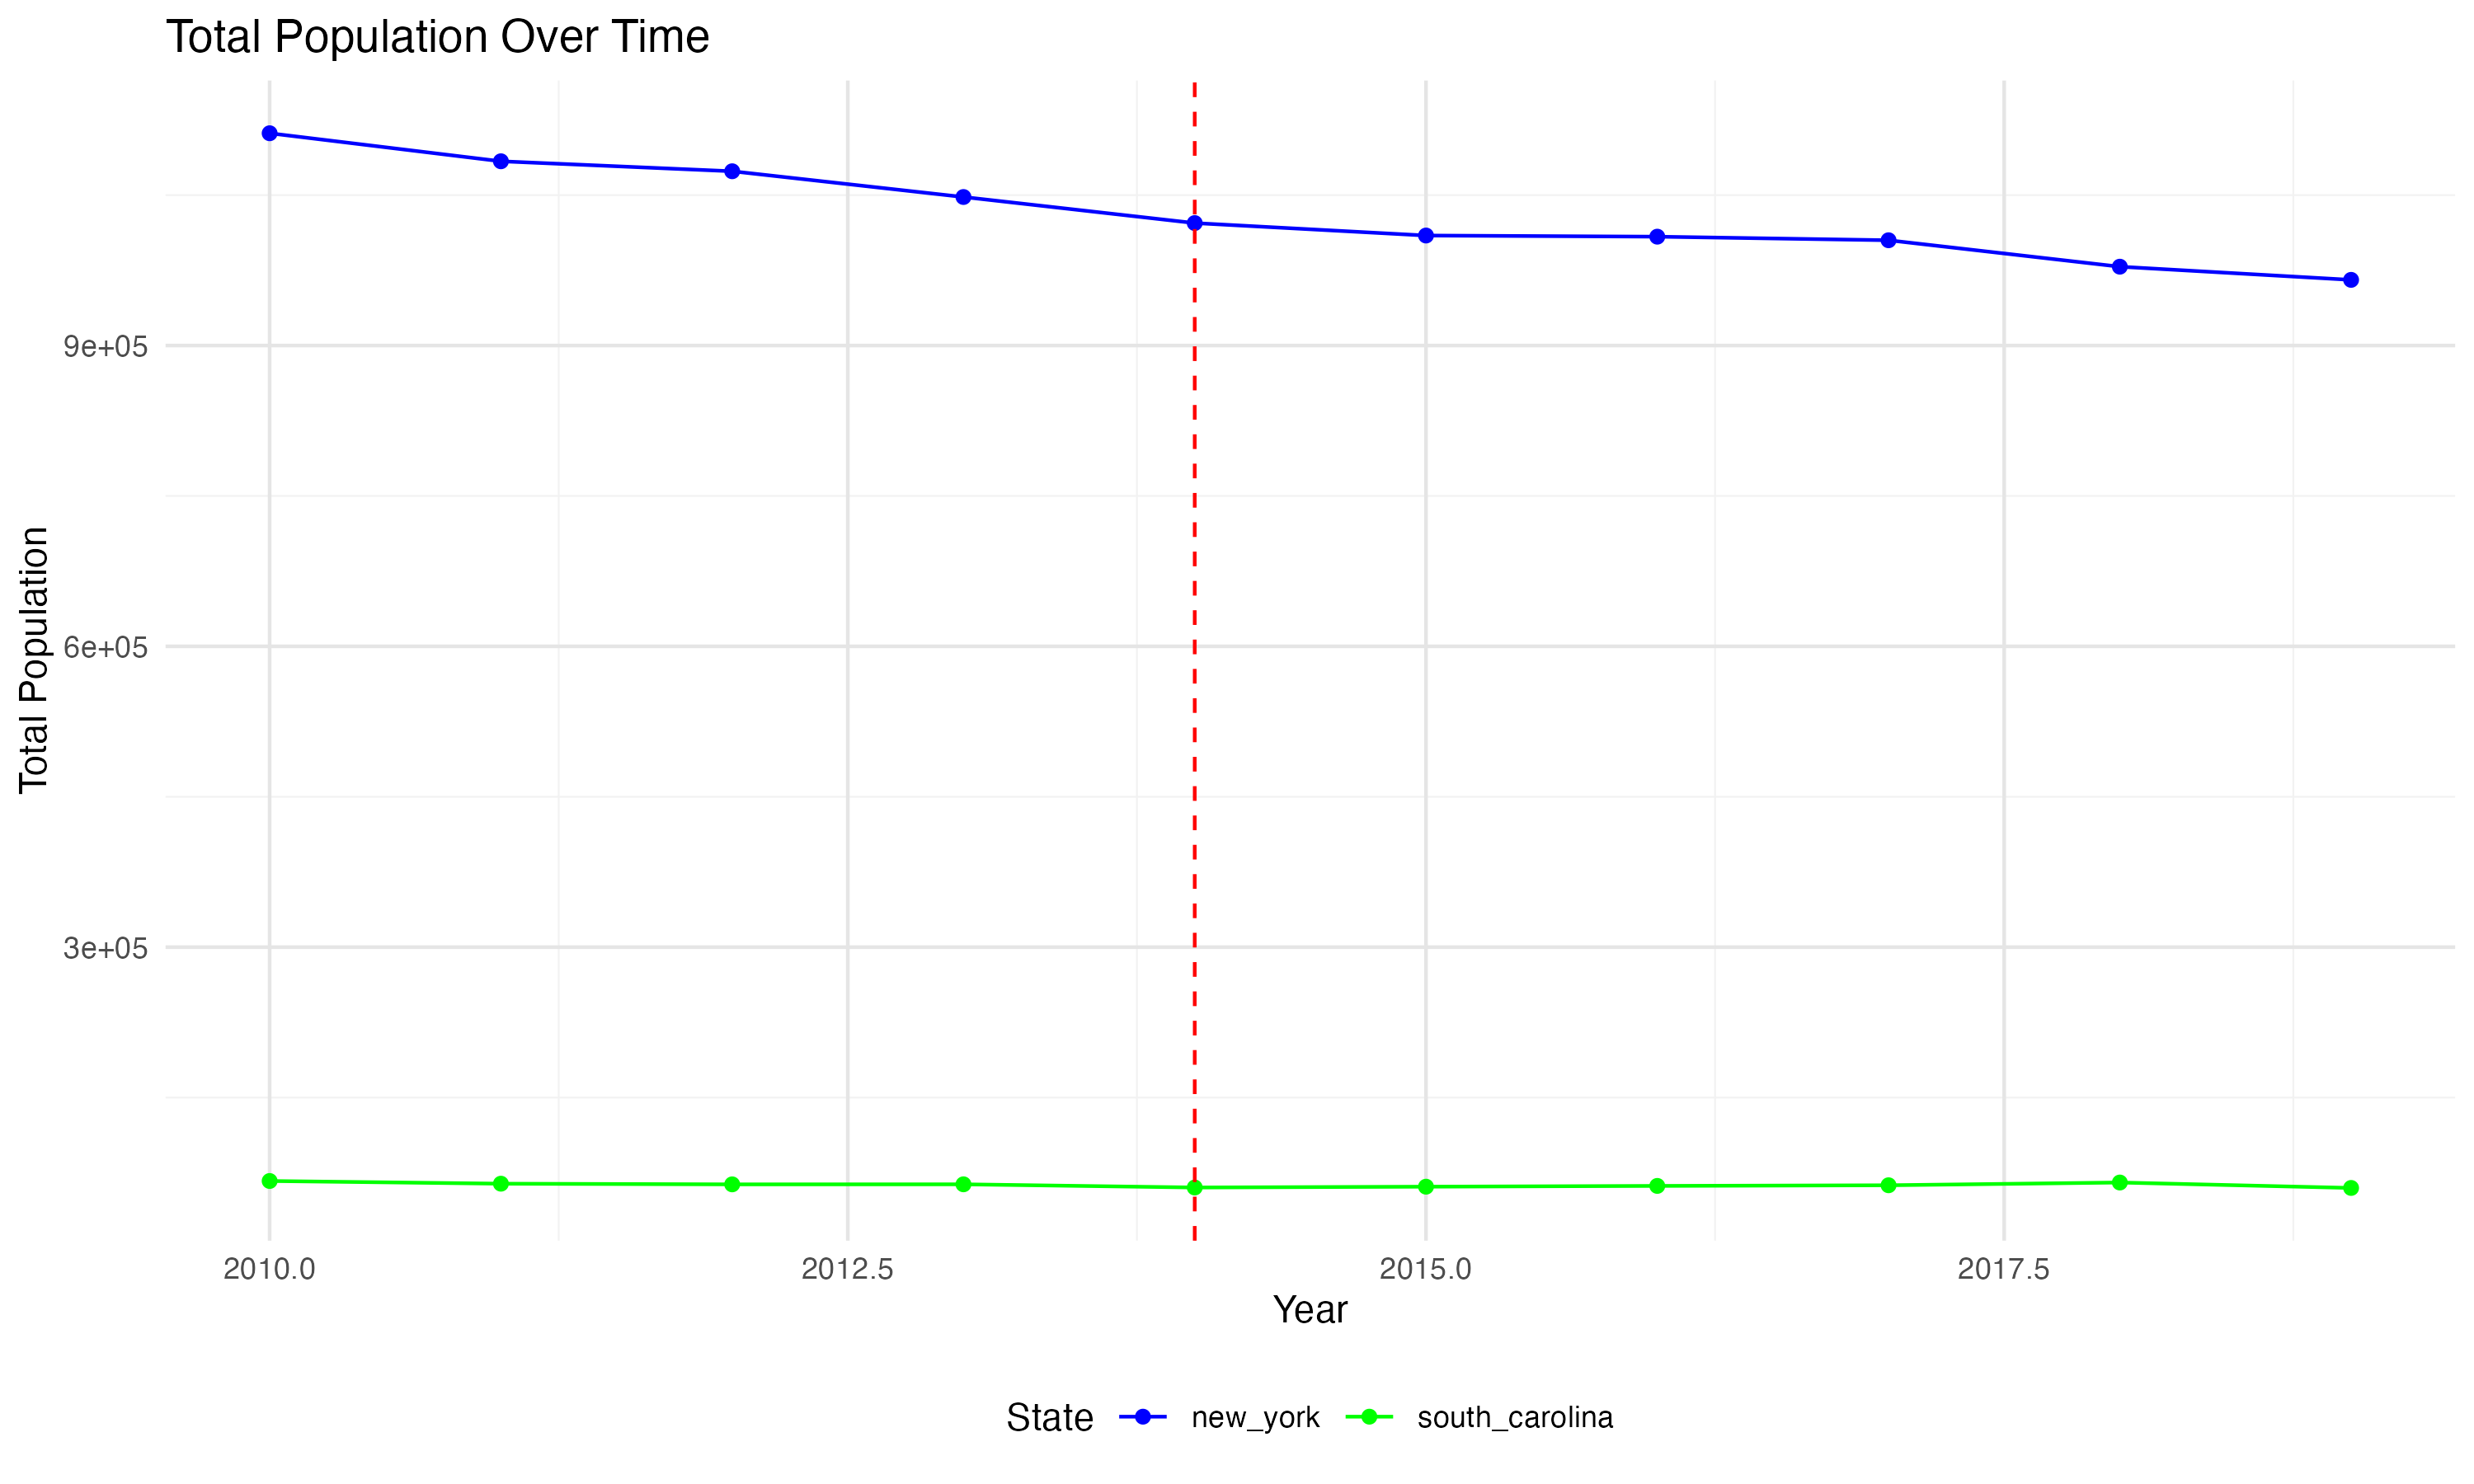 Total Population Over Time
Total Population
9e+05
6e+05
3e+05
2010.0 2012.5 2015.0 2017.5
Year
State new_york south_carolina